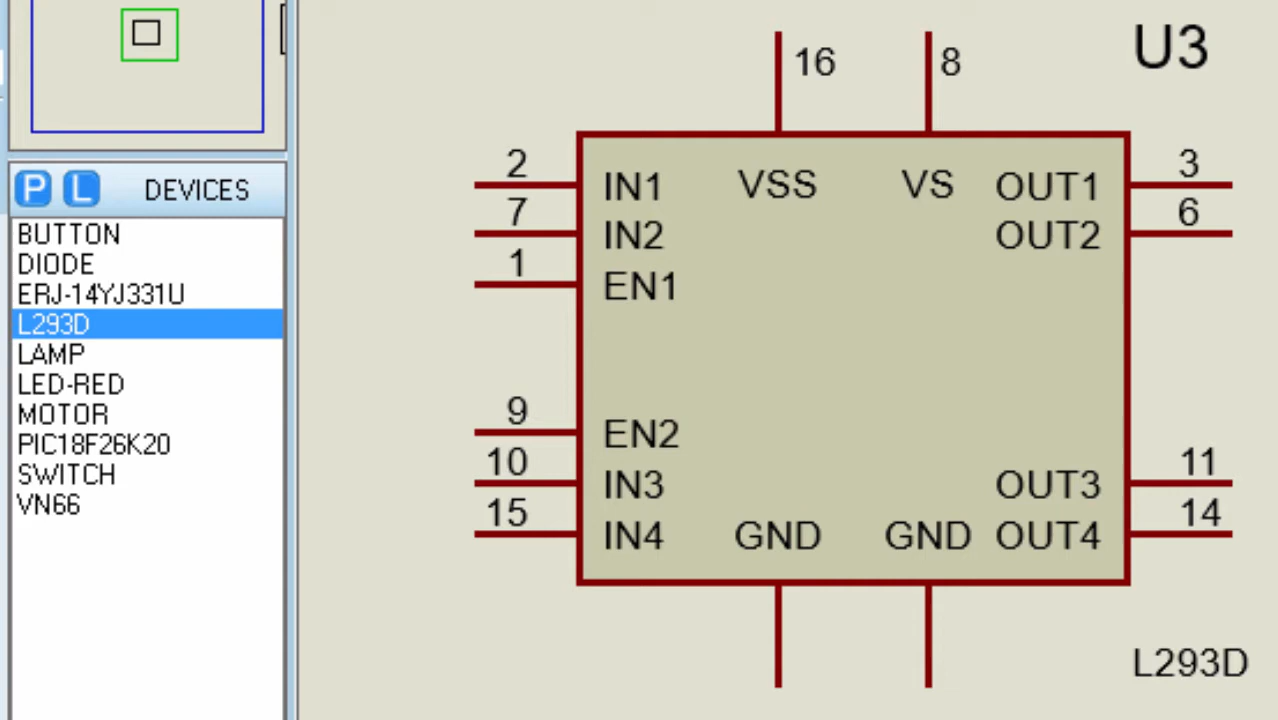 P L DEVICES
BUTTON
DIODE
ERJ-14YJ331U
L293D
LAMP
LED-RED
MOTOR
PIC18F26K20
SWITCH
VN66
U3
16 8
2 IN1 VSS VS OUT1 3
7 IN2 OUT2 6
1 EN1
9 EN2
10 IN3 OUT3 11
15 IN4 GND GND OUT4 14
L293D